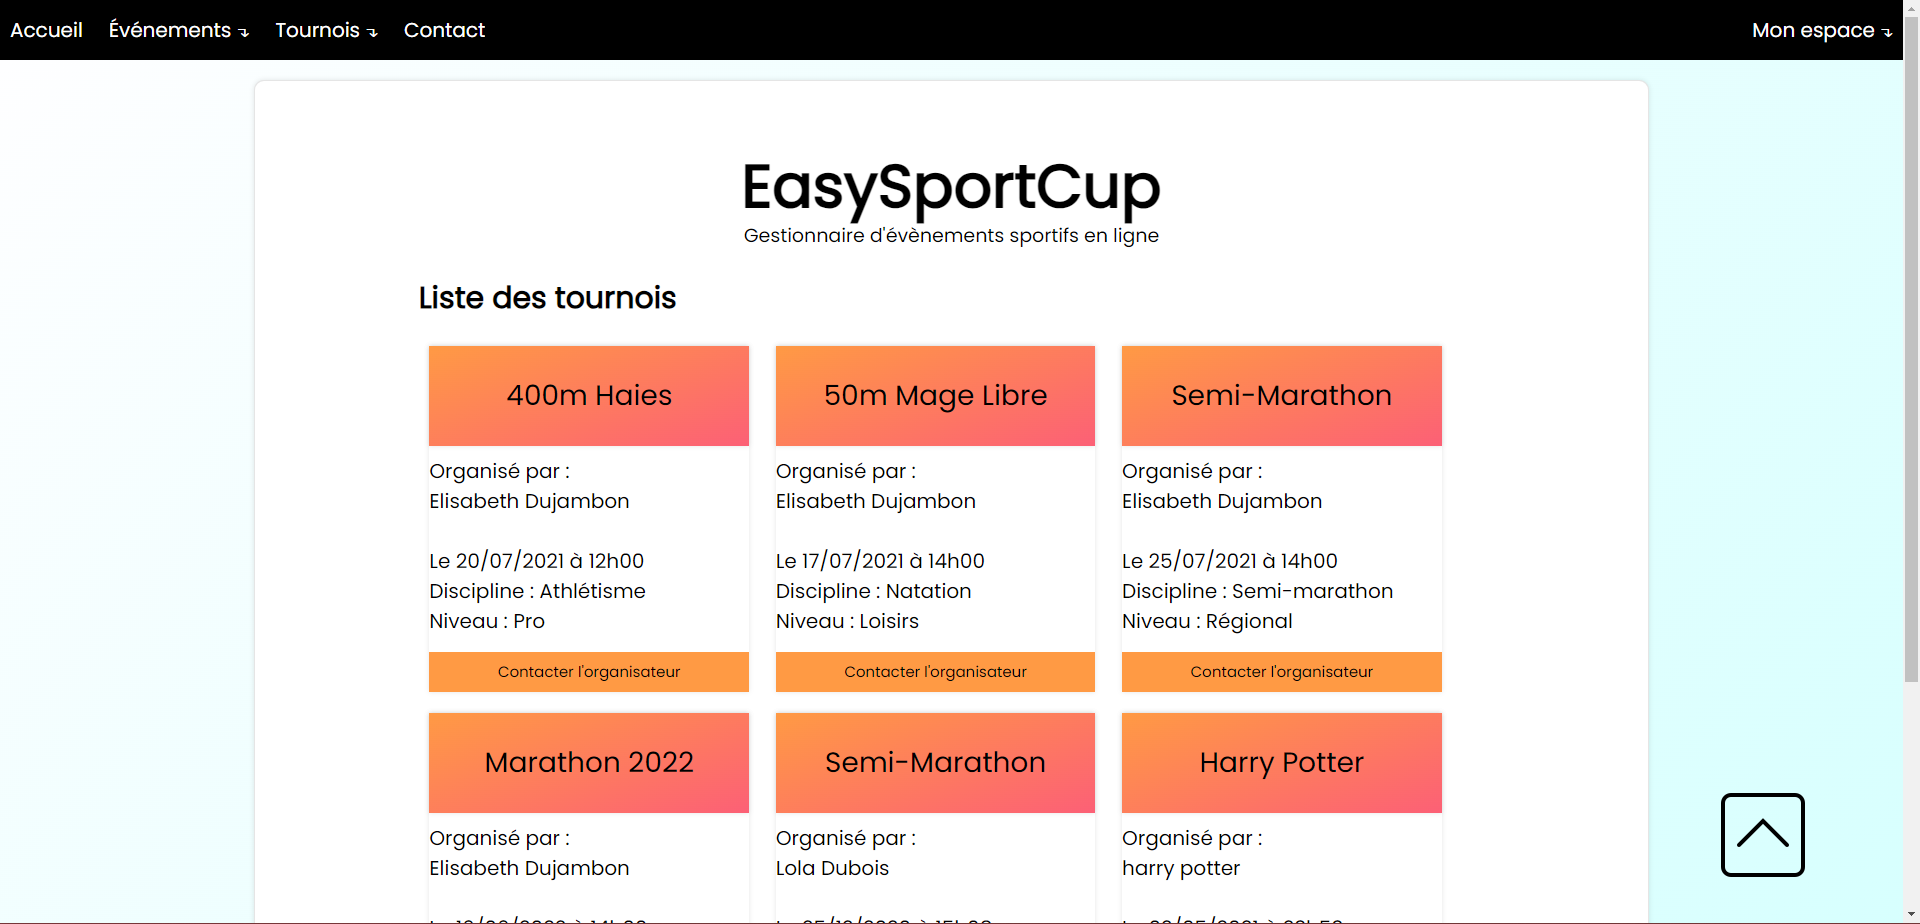 Accueil Événements Tournois Contact Mon espace
EasySportCup
Gestionnaire d'évènements sportifs en ligne
Liste des tournois
400m Haies
Organisé par :
Elisabeth Dujambon
Le 20/07/2021 à 12h00
Discipline : Athlétisme
Niveau : Pro
Contacter l'organisateur
50m Mage Libre
Organisé par :
Elisabeth Dujambon
Le 17/07/2021 à 14h00
Discipline : Natation
Niveau : Loisirs
Contacter l'organisateur
Semi-Marathon
Organisé par :
Elisabeth Dujambon
Le 25/07/2021 à 14h00
Discipline : Semi-marathon
Niveau : Régional
Contacter l'organisateur
Marathon 2022
Organisé par :
Elisabeth Dujambon
Semi-Marathon
Organisé par :
Lola Dubois
Harry Potter
Organisé par :
harry potter